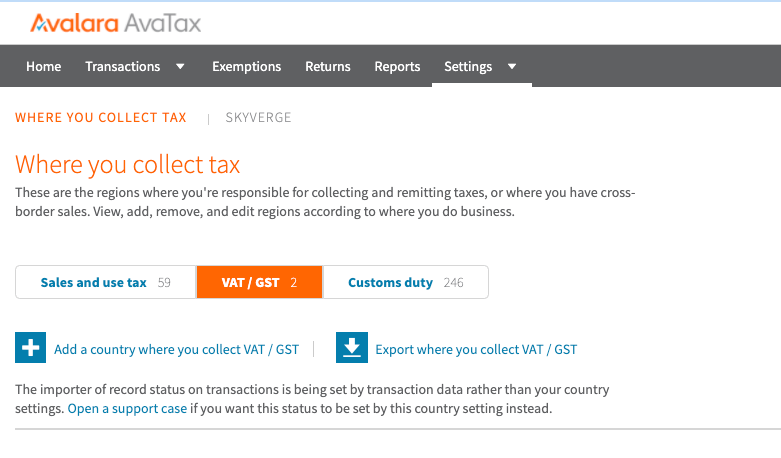 Avalara AvaTax
Home Transactions Exemptions Returns Reports Settings
WHERE YOU COLLECT TAX | SKYVERGE
Where you collect tax
These are the regions where you're responsible for collecting and remitting taxes, or where you have cross-
border sales. View, add, remove, and edit regions according to where you do business.
Sales and use tax 59 VAT / GST 2 Customs duty 246
Add a country where you collect VAT / GST | Export where you collect VAT / GST
The importer of record status on transactions is being set by transaction data rather than your country
settings. Open a support case if you want this status to be set by this country setting instead.